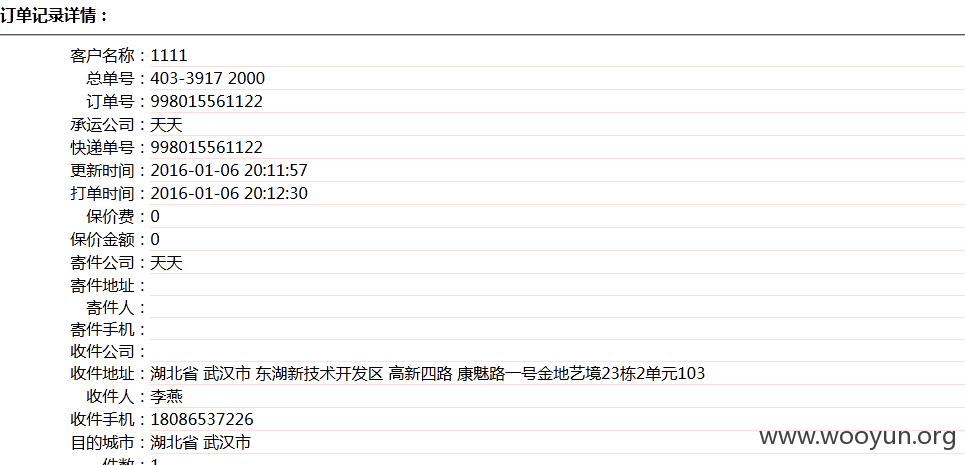 订单记录详情：
客户名称：1111
总单号：403-3917 2000
订单号：998015561122
承运公司：天天
快递单号：998015561122
更新时间：2016-01-06 20:11:57
打单时间：2016-01-06 20:12:30
保价费：0
保价金额：0
寄件公司：天天
寄件地址：
寄件人：
寄件手机：
收件公司：
收件地址：湖北省 武汉市 东湖新技术开发区 高新四路 康魅路一号金地艺境23栋2单元103
收件人：李燕
收件手机：18086537226
目的城市：湖北省 武汉市
件数：1
www.wooyun.org